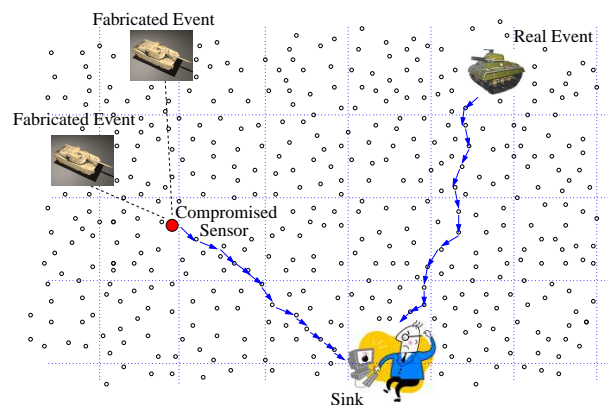 Fabricated Event
Real Event
Fabricated Event
Compromised
Sensor
Sink